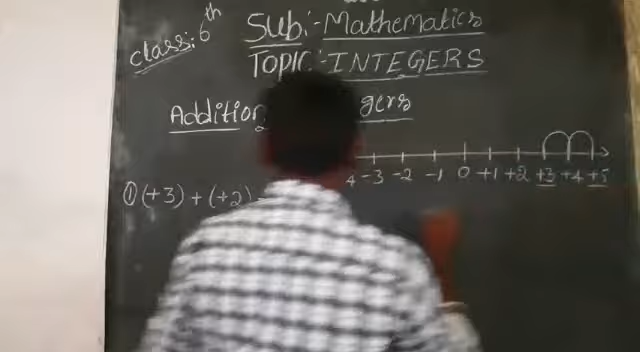 class: 6th
Sub:- Mathematics
TOPIC:- INTEGERS
Addition gers
4 -3 -2 -1 0 +1 +2 +3 +4 +5
① (+3) + (+2)